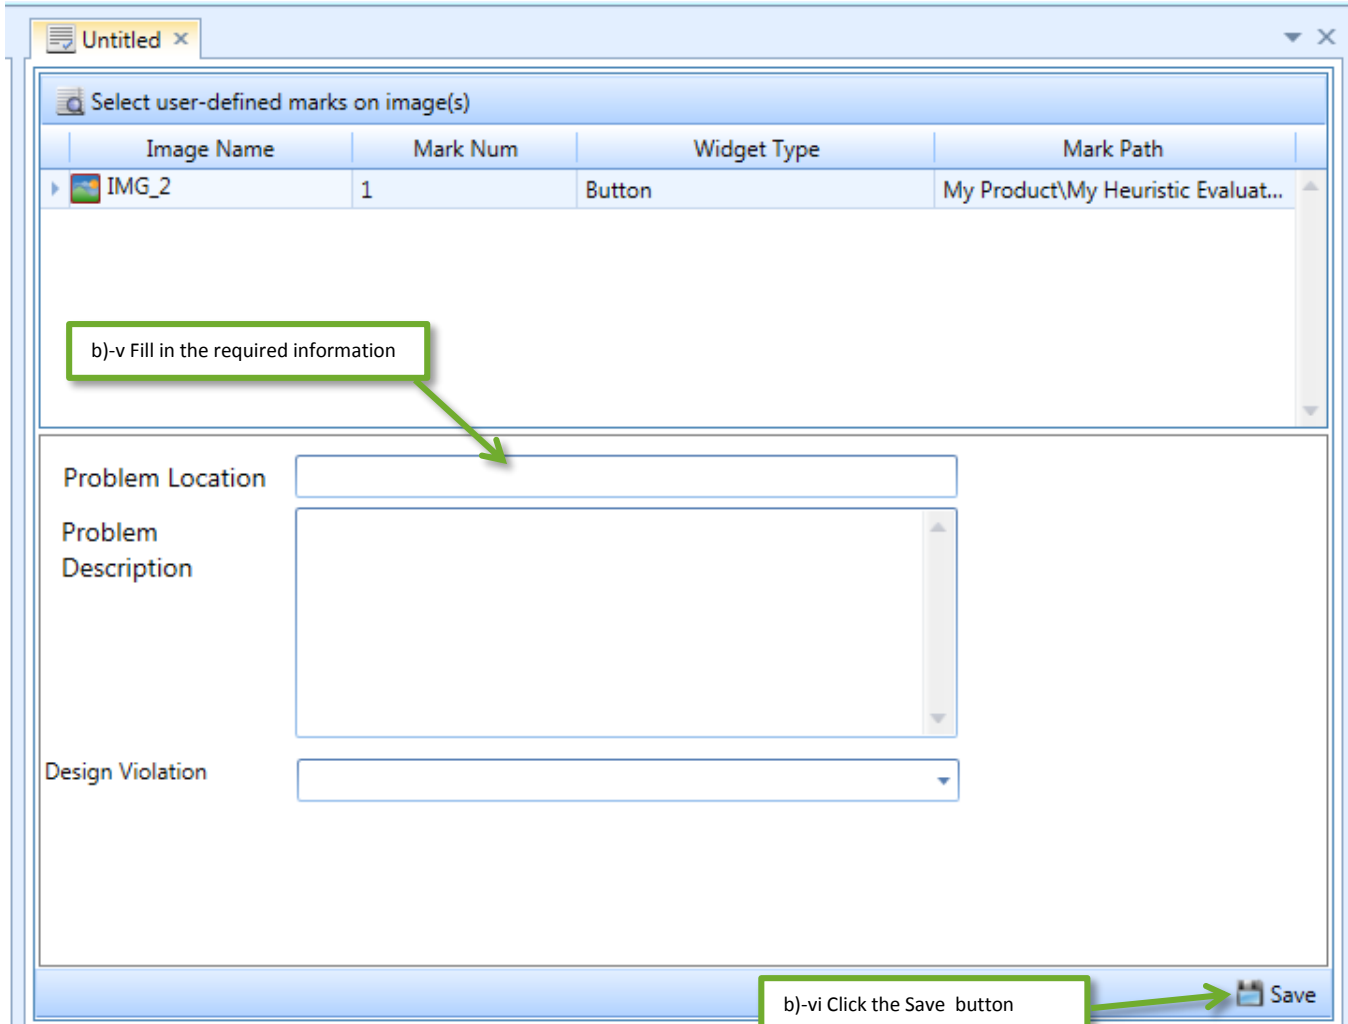 Untitled
Select user-defined marks on image(s)
Image Name Mark Num Widget Type Mark Path
IMG_2 1 Button My Product\My Heuristic Evaluat...
b)-v Fill in the required information
Problem Location
Problem
Description
Design Violation
b)-vi Click the Save  button
Save